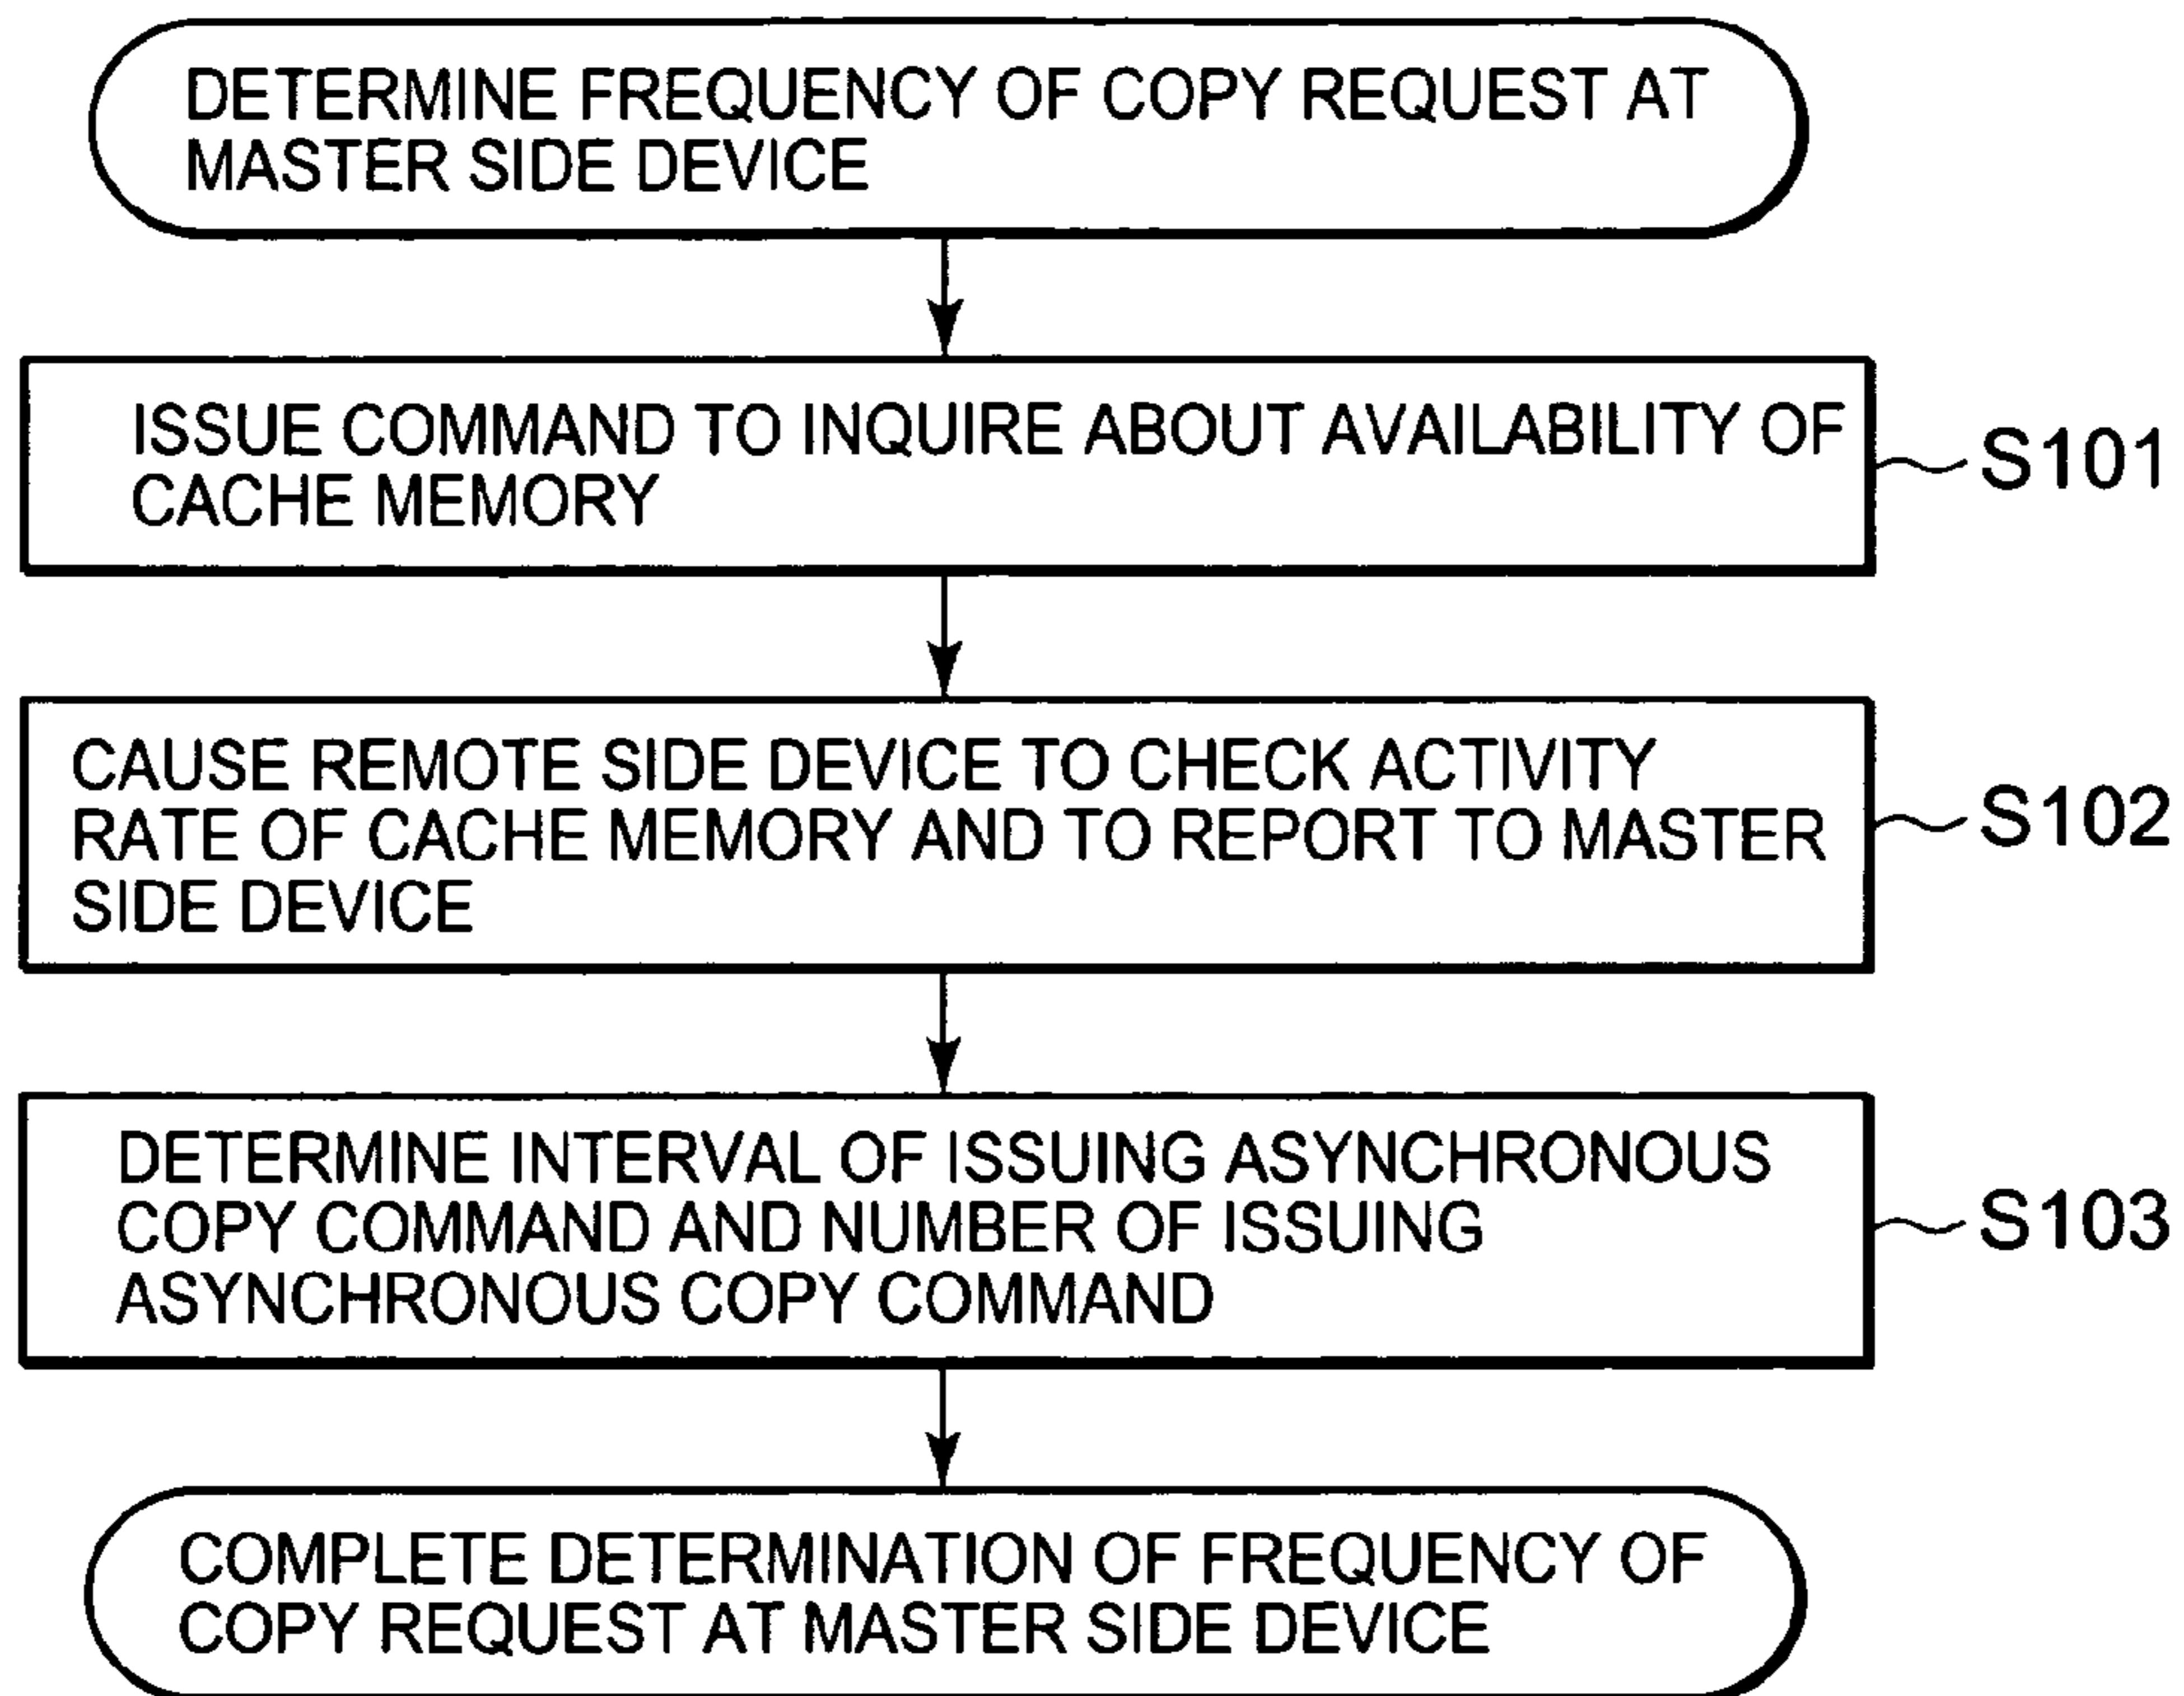 DETERMINE FREQUENCY OF COPY REQUEST AT
MASTER SIDE DEVICE
ISSUE COMMAND TO INQUIRE ABOUT AVAILABILITY OF
CACHE MEMORY
S101
CAUSE REMOTE SIDE DEVICE TO CHECK ACTIVITY
RATE OF CACHE MEMORY AND TO REPORT TO MASTER
SIDE DEVICE
S102
DETERMINE INTERVAL OF ISSUING ASYNCHRONOUS
COPY COMMAND AND NUMBER OF ISSUING
ASYNCHRONOUS COPY COMMAND
S103
COMPLETE DETERMINATION OF FREQUENCY OF
COPY REQUEST AT MASTER SIDE DEVICE